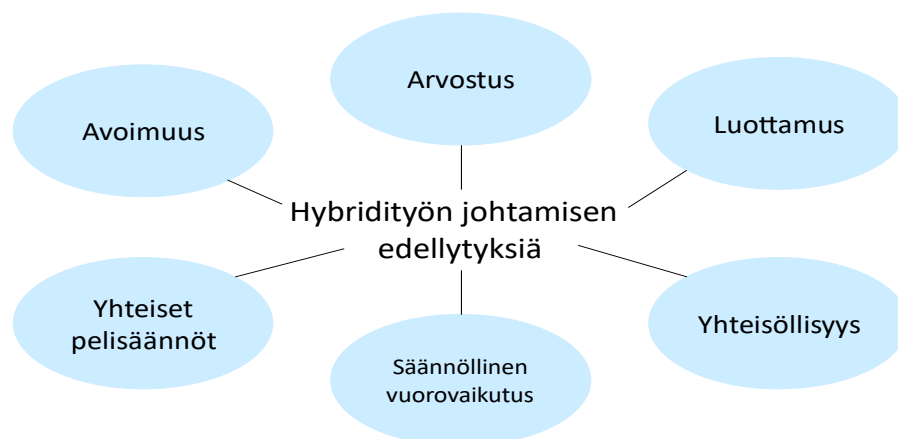 Arvostus
Avoimuus
Luottamus
Hybridityön johtamisen
edellytyksiä
Yhteiset
pelisäännöt
Yhteisöllisyys
Säännöllinen
vuorovaikutus